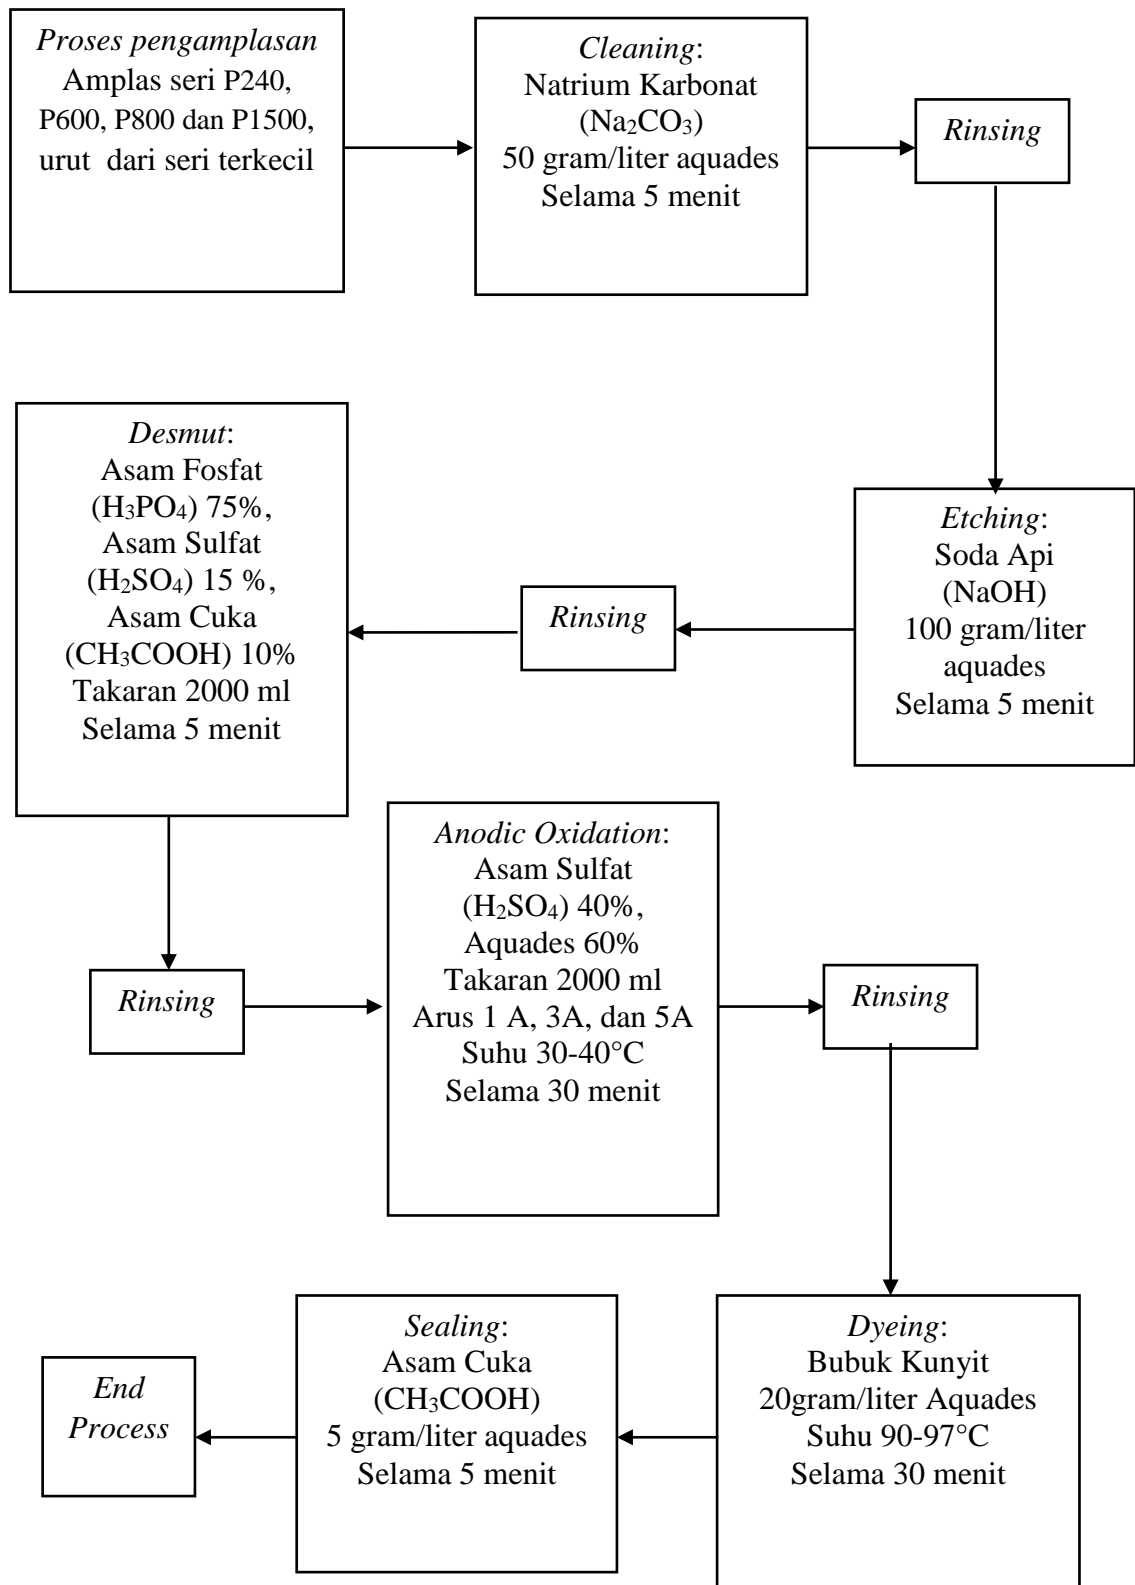 Proses pengamplasan
Amplas seri P240,
P600, P800 dan P1500,
urut dari seri terkecil
Cleaning:
Natrium Karbonat
(Na₂CO₃)
50 gram/liter aquades
Selama 5 menit
Rinsing
Etching:
Soda Api
(NaOH)
100 gram/liter
aquades
Selama 5 menit
Rinsing
Desmut:
Asam Fosfat
(H₃PO₄) 75%,
Asam Sulfat
(H₂SO₄) 15 %,
Asam Cuka
(CH₃COOH) 10%
Takaran 2000 ml
Selama 5 menit
Rinsing
Anodic Oxidation:
Asam Sulfat
(H₂SO₄) 40%,
Aquades 60%
Takaran 2000 ml
Arus 1 A, 3A, dan 5A
Suhu 30-40°C
Selama 30 menit
Rinsing
Dyeing:
Bubuk Kunyit
20gram/liter Aquades
Suhu 90-97°C
Selama 30 menit
Sealing:
Asam Cuka
(CH₃COOH)
5 gram/liter aquades
Selama 5 menit
End
Process